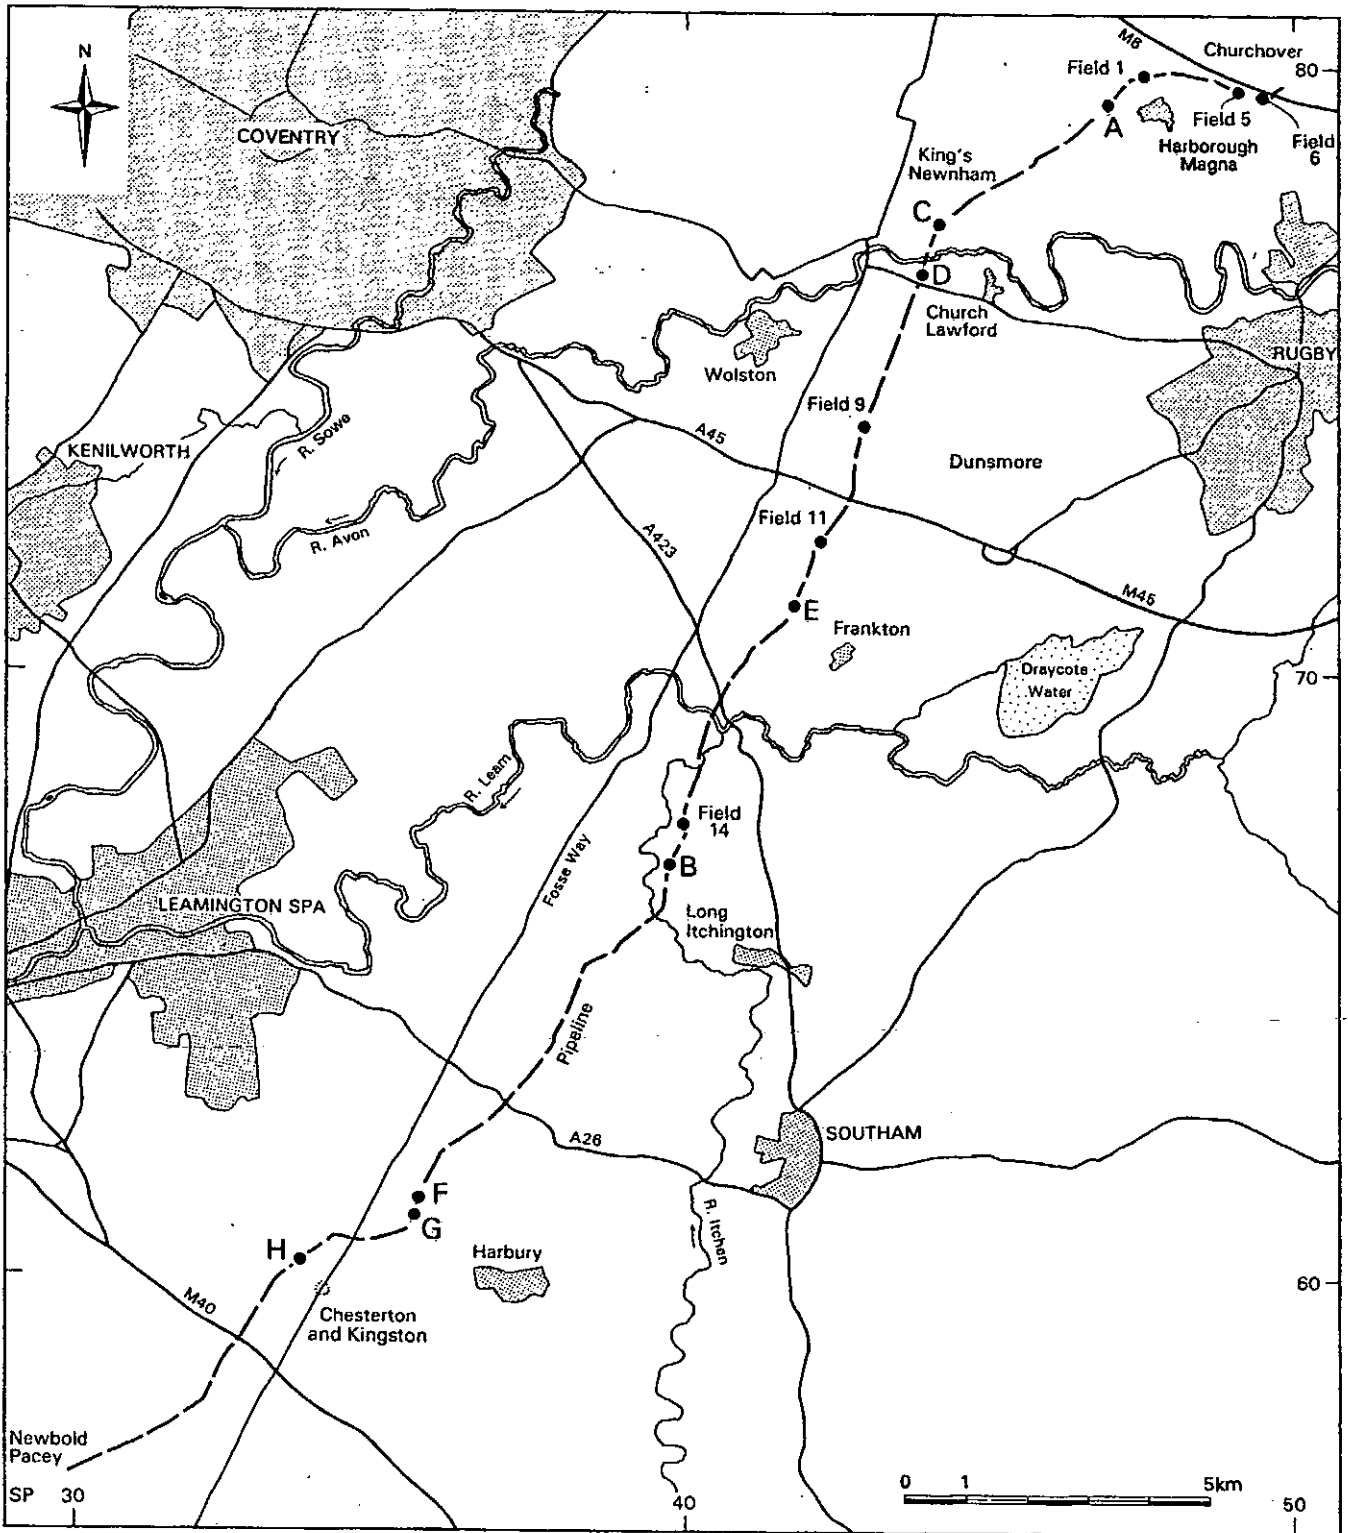 N
COVENTRY
M6
Churchover
Field 1
80
A
Field 5
Field
6
Harborough
Magna
King's
Newnham
C
D
Church
Lawford
Wolston
RUGBY
Field 9
KENILWORTH
R. Sowe
A45
Dunsmore
R. Avon
Field 11
A423
E
M45
Frankton
Draycote
Water
70
R. Leam
Field
14
B
Fosse Way
LEAMINGTON SPA
Long
Itchington
Pipeline
A26
SOUTHAM
F
G
R. Itchen
H
Harbury
60
M40
Chesterton
and Kingston
Newbold
Pacey
0 1 5km
SP 30
40
50